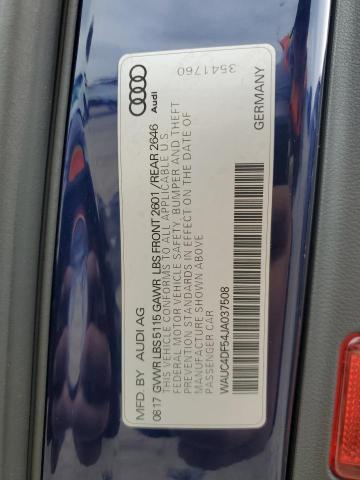 Audi
3541760
MFD. BY AUDI AG
GERMANY
0817 GVWR LBS 5115 GAWR LBS FRONT 2601 / REAR 2646
THIS VEHICLE CONFORMS TO ALL APPLICABLE U.S.
FEDERAL MOTOR VEHICLE SAFETY, BUMPER AND THEFT
PREVENTION STANDARDS IN EFFECT ON THE DATE OF
MANUFACTURE SHOWN ABOVE
PASSENGER CAR
WAUC4DF54JA037508